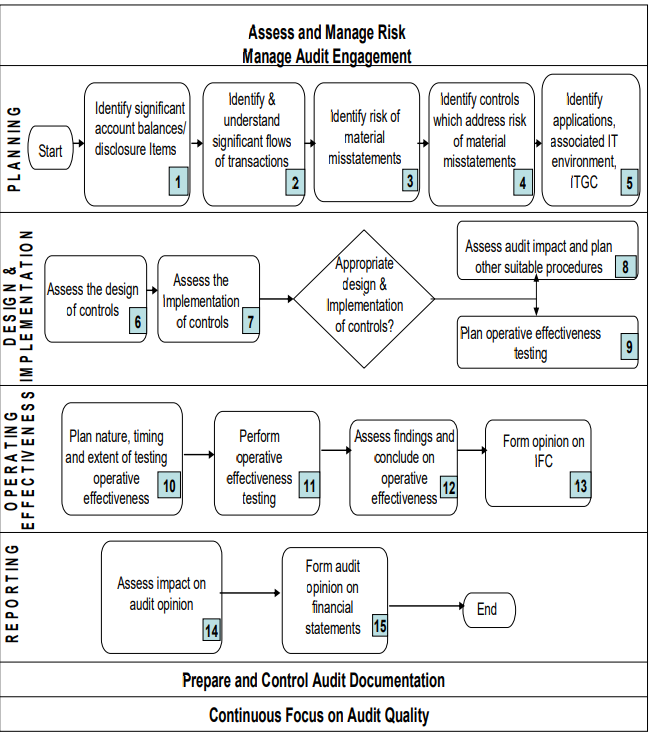 Assess and Manage Risk
Manage Audit Engagement
PLANNING
Start
Identify significant
account balances/
disclosure Items
1
Identify &
understand
significant flows
of transactions
2
Identify risk of
material
misstatements
3
Identify controls
which address risk
of material
misstatements
4
Identify
applications,
associated IT
environment,
ITGC
5
DESIGN &
IMPLEMENTATION
Assess the design
of controls
6
Assess the
Implementation
of controls
7
Appropriate
design &
Implementation
of controls?
Assess audit impact and plan
other suitable procedures
8
Plan operative effectiveness
testing
9
OPERATING
EFFECTIVENESS
Plan nature, timing
and extent of testing
operative
effectiveness
10
Perform
operative
effectiveness
testing
11
Assess findings and
conclude on
operative
effectiveness
12
Form opinion on
IFC
13
REPORTING
Assess impact on
audit opinion
14
Form audit
opinion on
financial
statements
15
End
Prepare and Control Audit Documentation
Continuous Focus on Audit Quality